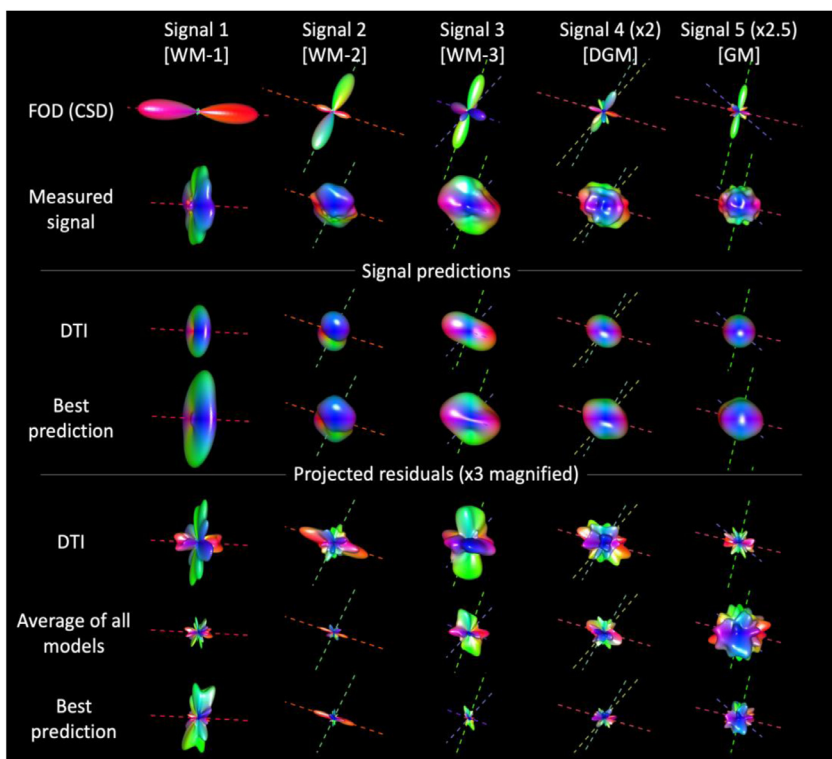 Signal 1 Signal 2 Signal 3 Signal 4 (x2) Signal 5 (x2.5)
[WM-1] [WM-2] [WM-3] [DGM] [GM]
FOD (CSD)
Measured
signal
Signal predictions
DTI
Best
prediction
Projected residuals (x3 magnified)
DTI
Average of all
models
Best
prediction